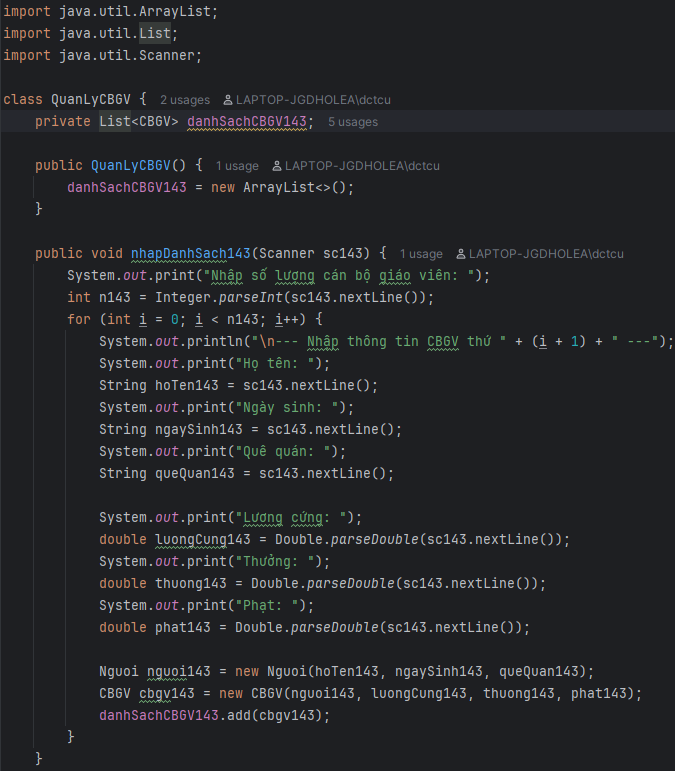 import java.util.ArrayList;
import java.util.List;
import java.util.Scanner;
class QuanLyCBGV { 2 usages LAPTOP-JGDHOLEA\dctcu
private List<CBGV> danhSachCBGV143; 5 usages
public QuanLyCBGV() { 1 usage LAPTOP-JGDHOLEA\dctcu
danhSachCBGV143 = new ArrayList<>();
}
public void nhapDanhSach143(Scanner sc143) { 1 usage LAPTOP-JGDHOLEA\dctcu
System.out.print("Nhập số lượng cán bộ giáo viên: ");
int n143 = Integer.parseInt(sc143.nextLine());
for (int i = 0; i < n143; i++) {
System.out.println("\n--- Nhập thông tin CBGV thứ " + (i + 1) + " ---");
System.out.print("Họ tên: ");
String hoTen143 = sc143.nextLine();
System.out.print("Ngày sinh: ");
String ngaySinh143 = sc143.nextLine();
System.out.print("Quê quán: ");
String queQuan143 = sc143.nextLine();
System.out.print("Lương cứng: ");
double luongCung143 = Double.parseDouble(sc143.nextLine());
System.out.print("Thưởng: ");
double thuong143 = Double.parseDouble(sc143.nextLine());
System.out.print("Phạt: ");
double phat143 = Double.parseDouble(sc143.nextLine());
Nguoi nguoi143 = new Nguoi(hoTen143, ngaySinh143, queQuan143);
CBGV cbgv143 = new CBGV(nguoi143, luongCung143, thuong143, phat143);
danhSachCBGV143.add(cbgv143);
}
}